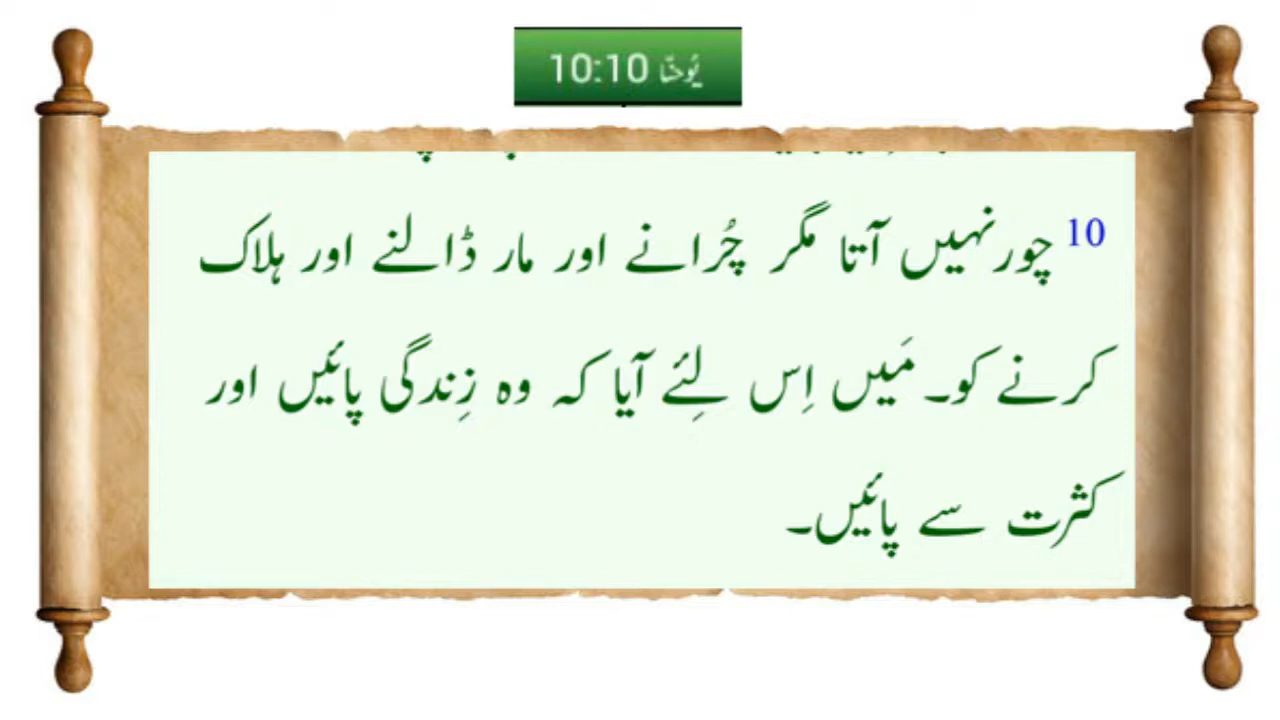 یُوحنّا 10:10
10 چور نہیں آتا مگر چُرانے اور مار ڈالنے اور ہلاک
کرنے کو۔ مَیں اِس لِئے آیا کہ وہ زِندگی پائیں اور
کثرت سے پائیں۔